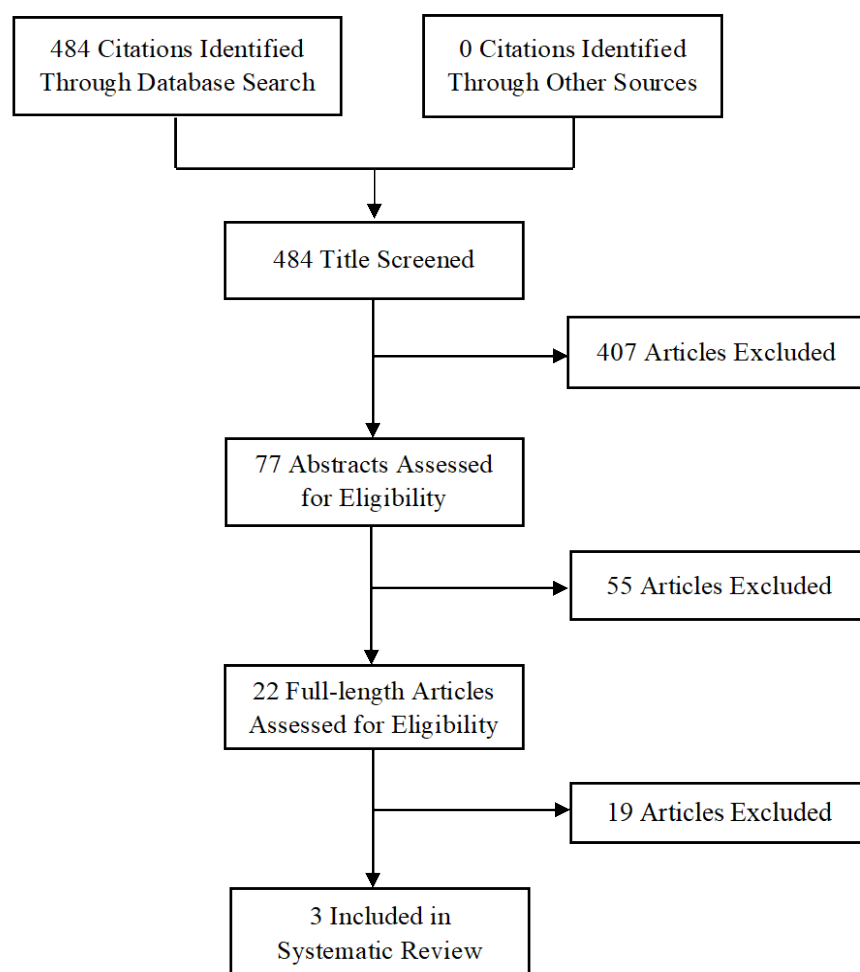 484 Citations Identified
Through Database Search
0 Citations Identified
Through Other Sources
484 Title Screened
407 Articles Excluded
77 Abstracts Assessed
for Eligibility
55 Articles Excluded
22 Full-length Articles
Assessed for Eligibility
19 Articles Excluded
3 Included in
Systematic Review